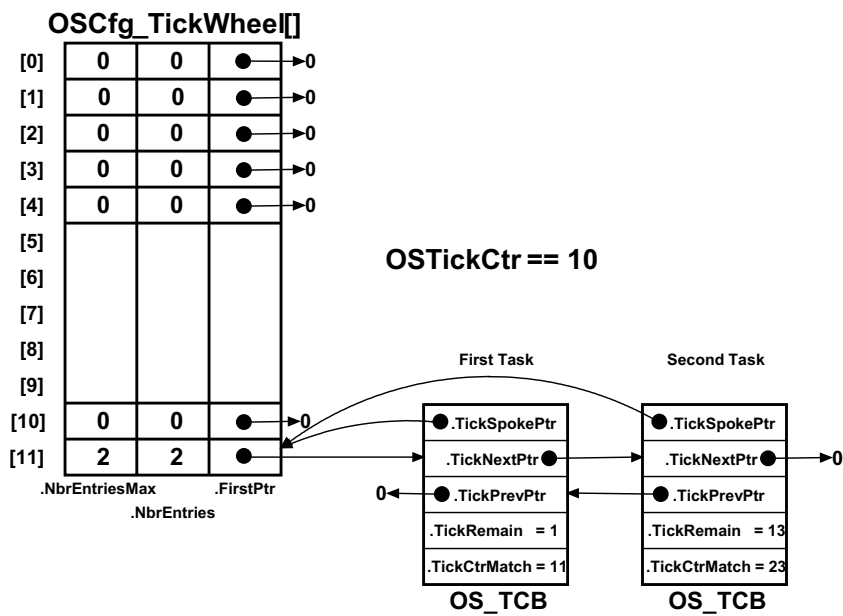 OSCfg_TickWheel[]
[0] 0 0 0
[1] 0 0 0
[2] 0 0 0
[3] 0 0 0
[4] 0 0 0
[5]
OSTickCtr == 10
[6]
[7]
[8]
First Task Second Task
[9]
[10] 0 0 0 .TickSpokePtr .TickSpokePtr
[11] 2 2 .TickNextPtr .TickNextPtr 0
.NbrEntriesMax .FirstPtr 0 .TickPrevPtr .TickPrevPtr
.NbrEntries
.TickRemain = 1 .TickRemain = 13
.TickCtrMatch = 11 .TickCtrMatch = 23
OS_TCB OS_TCB